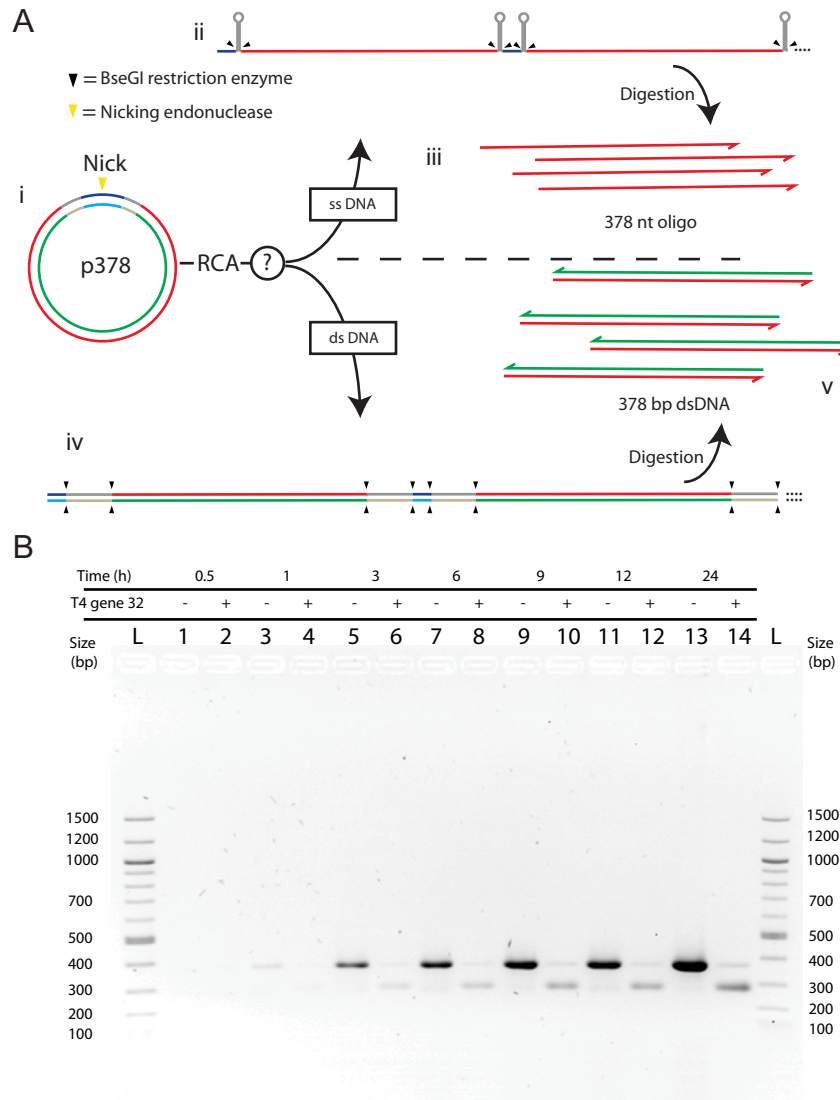 A
ii
= BseGI restriction enzyme
= Nicking endonuclease
Digestion
Nick
iii
i
ss DNA
378 nt oligo
p378
RCA
?
ds DNA
v
378 bp dsDNA
iv
Digestion
B
Time (h) 0.5 1 3 6 9 12 24
T4 gene 32 - + - + - + - + - + - + - +
Size (bp) L 1 2 3 4 5 6 7 8 9 10 11 12 13 14 L Size (bp)
1500 1500
1200 1200
1000 1000
700 700
500 500
400 400
300 300
200 200
100 100